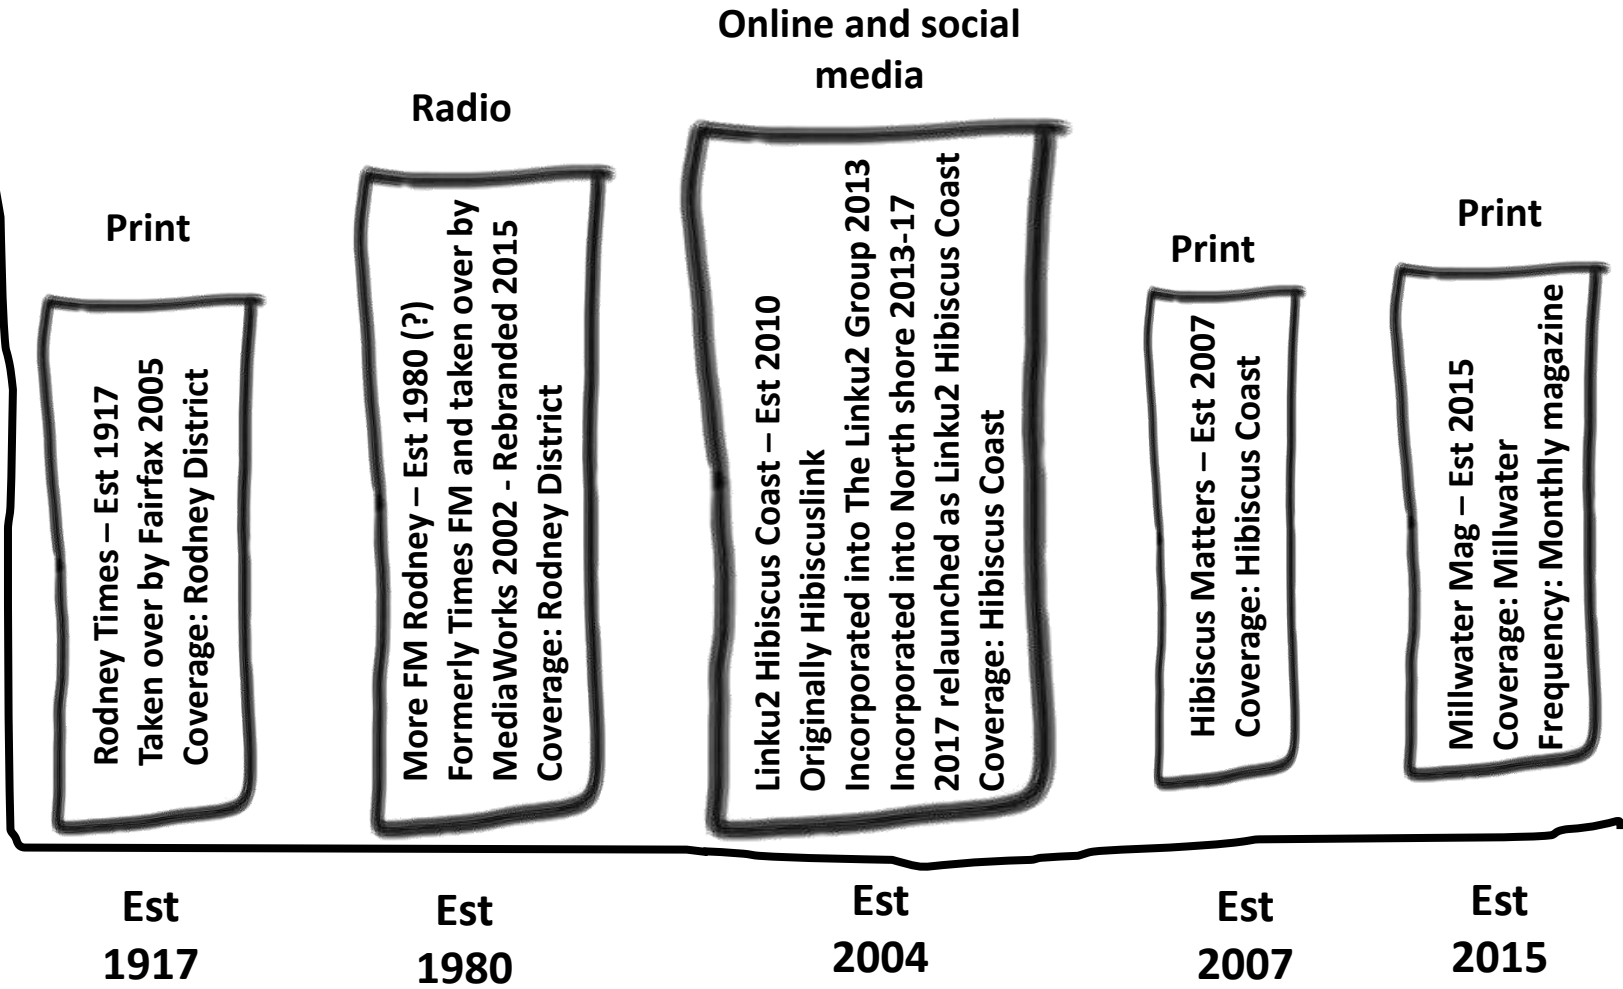 Print
Rodney Times – Est 1917
Taken over by Fairfax 2005
Coverage: Rodney District
Est
1917
Radio
More FM Rodney – Est 1980 (?)
Formerly Times FM and taken over by
MediaWorks 2002 - Rebranded 2015
Coverage: Rodney District
Est
1980
Online and social
media
Linku2 Hibiscus Coast – Est 2010
Originally Hibiscuslink
Incorporated into The Linku2 Group 2013
Incorporated into North shore 2013-17
2017 relaunched as Linku2 Hibiscus Coast
Coverage: Hibiscus Coast
Est
2004
Print
Hibiscus Matters – Est 2007
Coverage: Hibiscus Coast
Est
2007
Print
Millwater Mag – Est 2015
Coverage: Millwater
Frequency: Monthly magazine
Est
2015